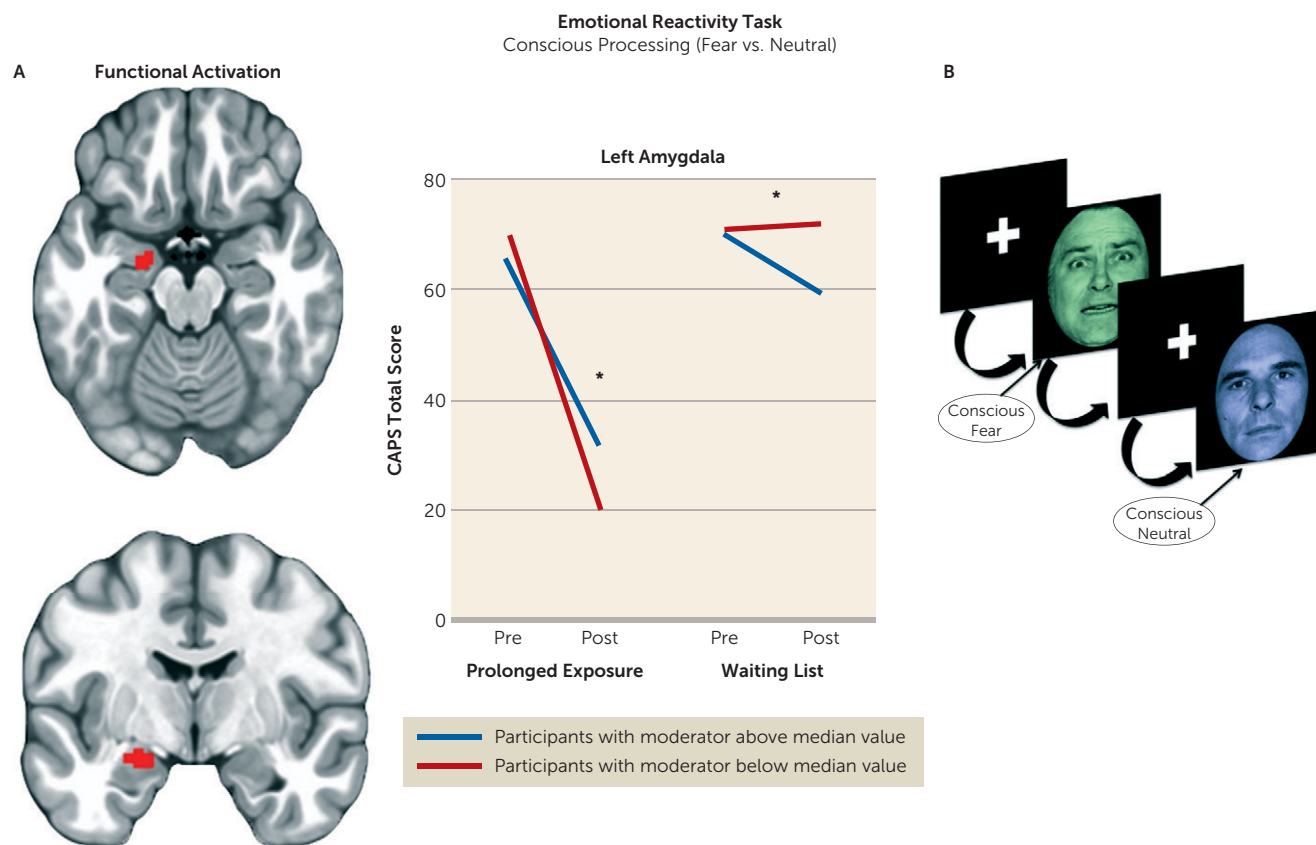 Emotional Reactivity Task
Conscious Processing (Fear vs. Neutral)
A
Functional Activation
B
Left Amygdala
CAPS Total Score
80
60
40
20
0
*
*
Pre
Post
Pre
Post
Prolonged Exposure
Waiting List
Participants with moderator above median value
Participants with moderator below median value
Conscious
Fear
Conscious
Neutral